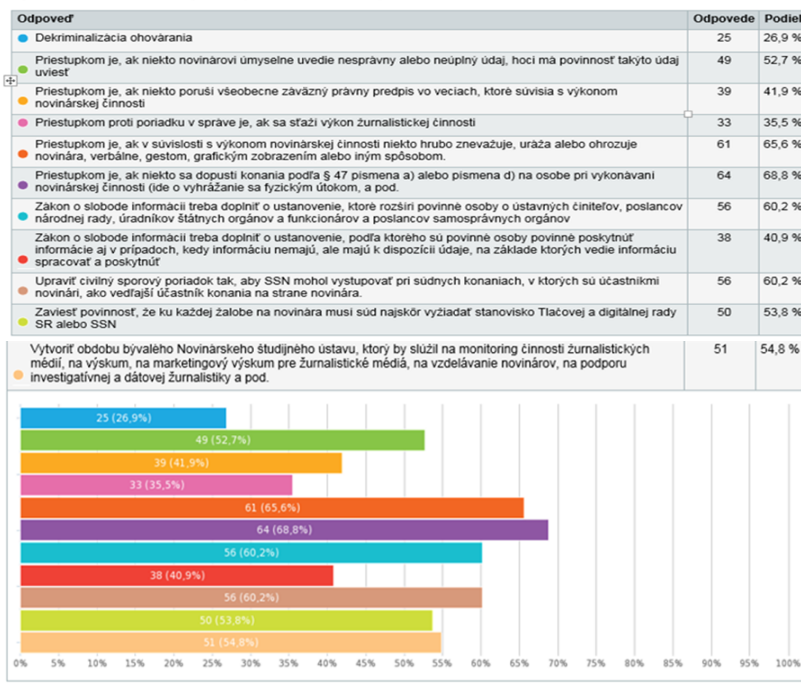 Odpoveď Odpovede Podiel
Dekriminalizácia ohovárania 25 26,9 %
Priestupkom je, ak niekto novinárovi úmyselne uvedie nesprávny alebo neúplný údaj, hoci má povinnosť takýto údaj
uviesť 49 52,7 %
Priestupkom je, ak niekto poruší všeobecne záväzný právny predpis vo veciach, ktoré súvisia s výkonom
novinárskej činnosti 39 41,9 %
Priestupkom proti poriadku v správe je, ak sa sťaží výkon žurnalistickej činnosti 33 35,5 %
Priestupkom je, ak v súvislosti s výkonom novinárskej činnosti niekto hrubo znevažuje, uráža alebo ohrozuje
novinára, verbálne, gestom, grafickým zobrazením alebo iným spôsobom. 61 65,6 %
Priestupkom je, ak niekto sa dopustí konania podľa § 47 písmena a) alebo písmena d) na osobe pri vykonávaní
novinárskej činnosti (ide o vyhrážanie sa fyzickým útokom, a pod. 64 68,8 %
Zákon o slobode informácií treba doplniť o ustanovenie, ktoré rozšíri povinné osoby o ústavných činiteľov, poslancov
národnej rady, úradníkov štátnych orgánov a funkcionárov a poslancov samosprávnych orgánov 56 60,2 %
Zákon o slobode informácií treba doplniť o ustanovenie, podľa ktorého sú povinné osoby povinné poskytnúť
informácie aj v prípadoch, kedy informáciu nemajú, ale majú k dispozícii údaje, na základe ktorých vedie informáciu
spracovať a poskytnúť 38 40,9 %
Upraviť civilný sporový poriadok tak, aby SSN mohol vystupovať pri súdnych konaniach, v ktorých sú účastníkmi
novinári, ako vedľajší účastník konania na strane novinára. 56 60,2 %
Zaviesť povinnosť, že ku každej žalobe na novinára musí súd najskôr vyžiadať stanovisko Tlačovej a digitálnej rady
SR alebo SSN 50 53,8 %
Vytvoriť obdobu bývalého Novinárskeho študijného ústavu, ktorý by slúžil na monitoring činnosti žurnalistických
médií, na výskum, na marketingový výskum pre žurnalistické médiá, na vzdelávanie novinárov, na podporu
investigatívnej a dátovej žurnalistiky a pod. 51 54,8 %
25 (26,9%)
49 (52,7%)
39 (41,9%)
33 (35,5%)
61 (65,6%)
64 (68,8%)
56 (60,2%)
38 (40,9%)
56 (60,2%)
50 (53,8%)
51 (54,8%)
0% 5% 10% 15% 20% 25% 30% 35% 40% 45% 50% 55% 60% 65% 70% 75% 80% 85% 90% 95% 100%